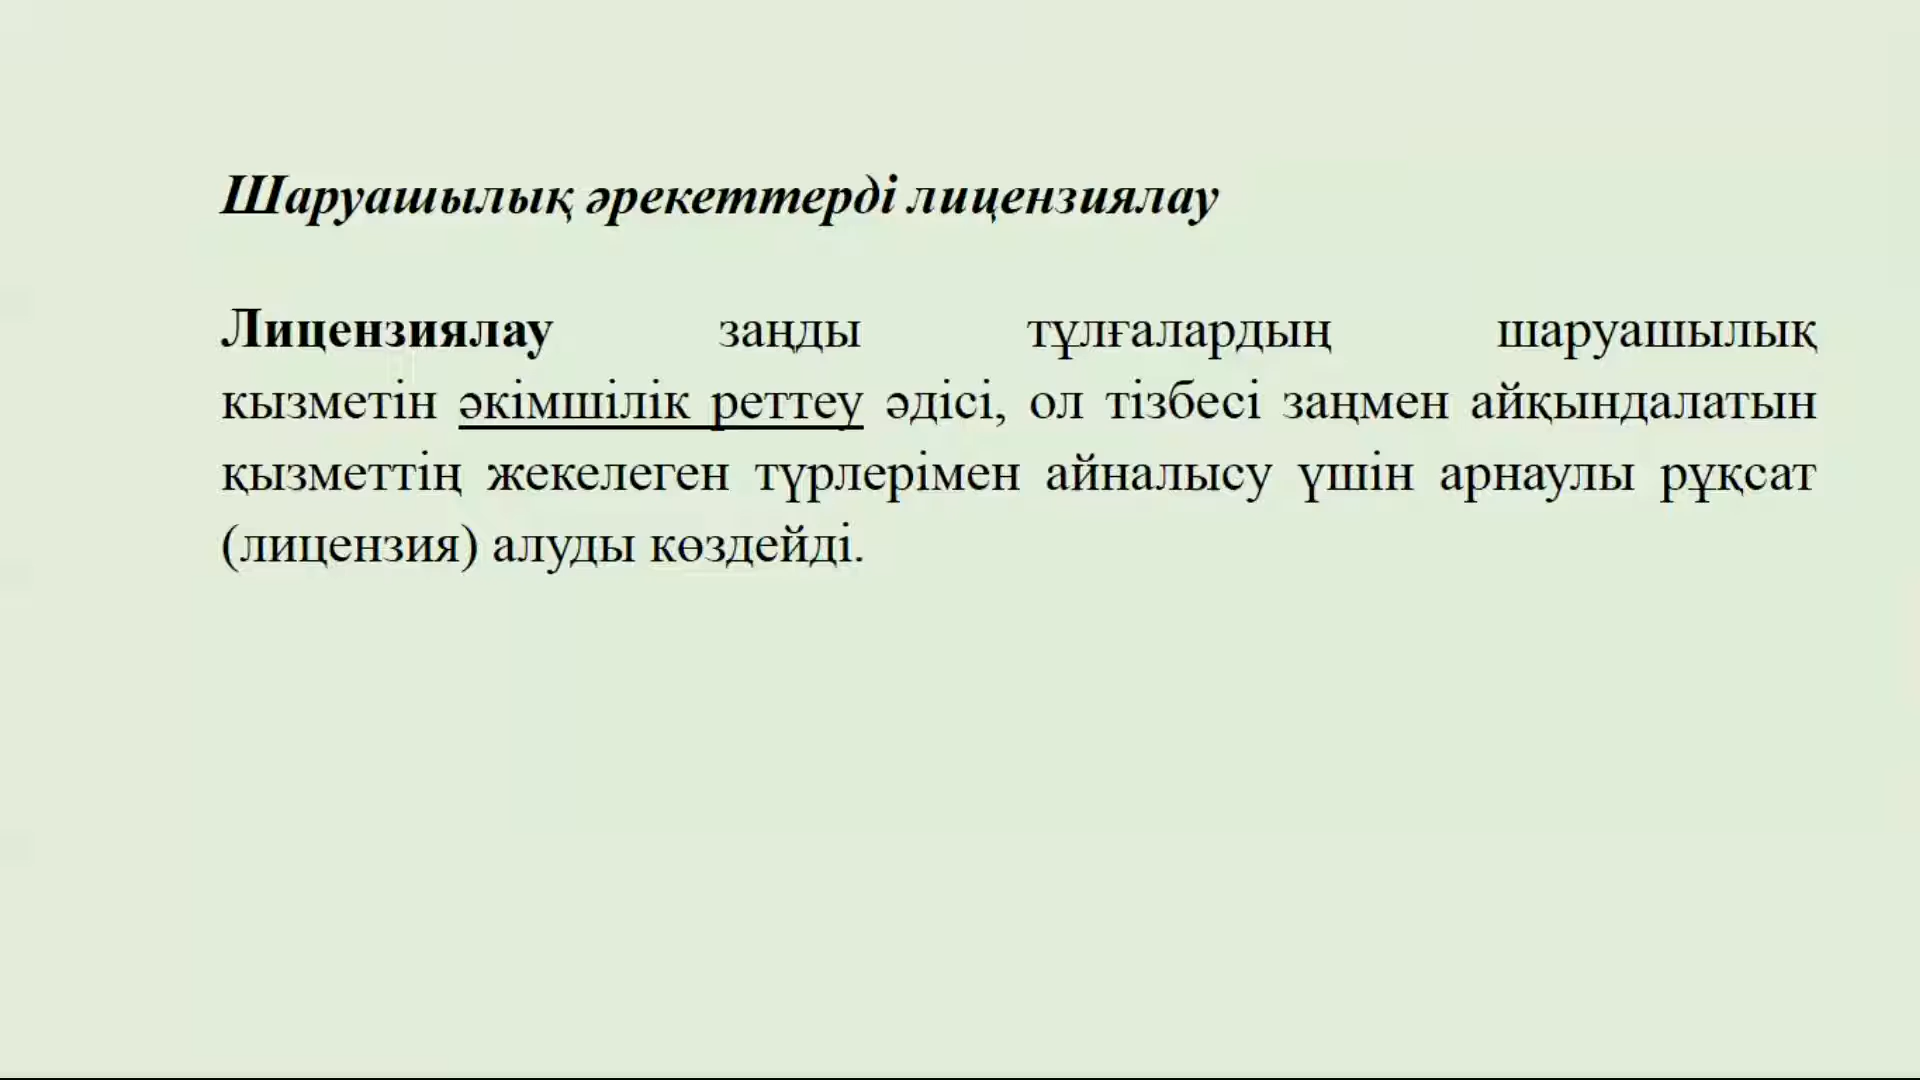 Шаруашылық әрекеттерді лицензиялау
Лицензиялау заңды тұлғалардың шаруашылық
кызметін әкімшілік реттеу әдісі, ол тізбесі заңмен айқындалатын
қызметтің жекелеген түрлерімен айналысу үшін арнаулы рұқсат
(лицензия) алуды көздейді.